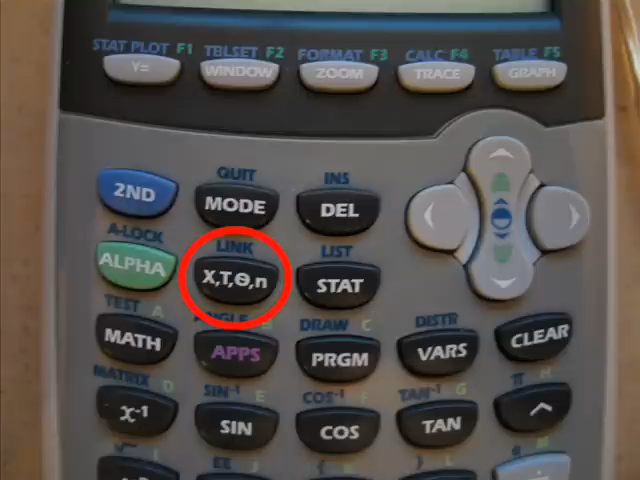 STAT PLOT F1 TBLSET F2 FORMAT F3 CALC F4 TABLE F5
Y= WINDOW ZOOM TRACE GRAPH
QUIT INS
2ND MODE DEL
A-LOCK LINK LIST
ALPHA X,T,Θ,n STAT
TEST A ANGLE B DRAW C DISTR
MATH APPS PRGM VARS CLEAR
MATRIX D SIN⁻¹ E COS⁻¹ F TAN⁻¹ G π H
x⁻¹ SIN COS TAN ^
√ I EE J { K } L e M